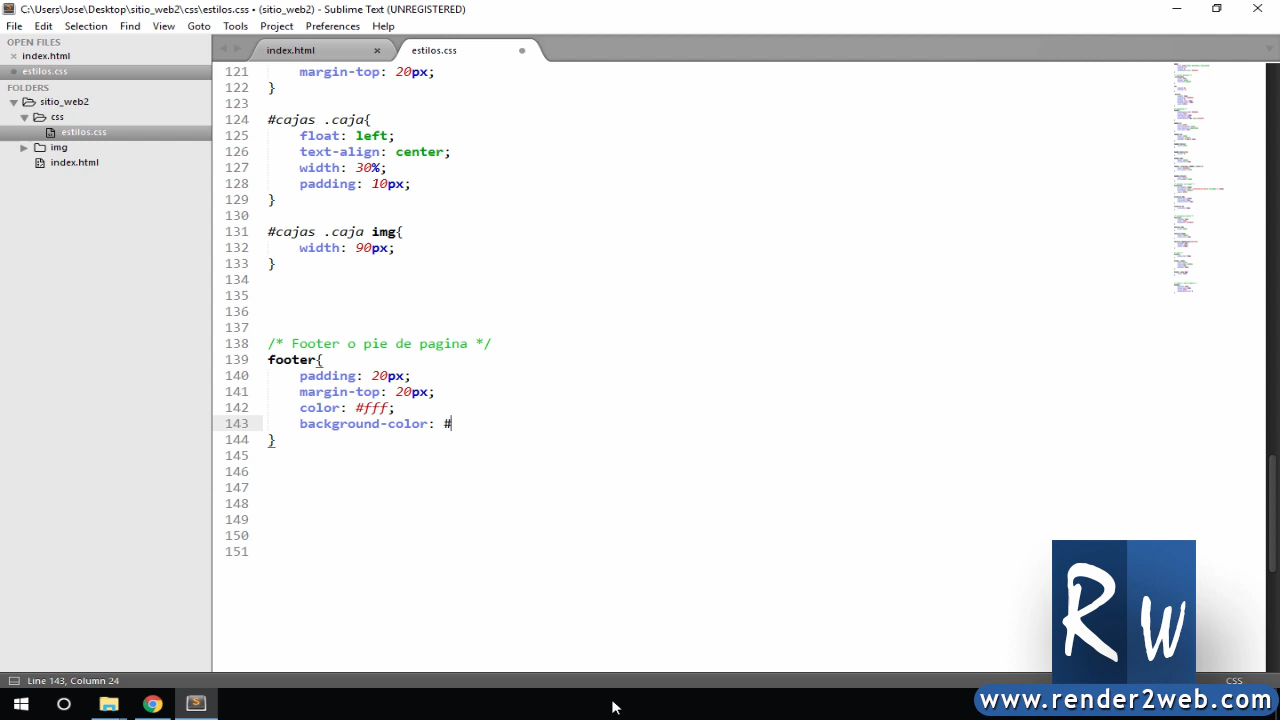 C:\Users\Jose\Desktop\sitio_web2\css\estilos.css • (sitio_web2) - Sublime Text (UNREGISTERED)
File Edit Selection Find View Goto Tools Project Preferences Help
OPEN FILES
index.html
estilos.css
FOLDERS
sitio_web2
css
estilos.css
img
index.html
index.html
estilos.css
121 margin-top: 20px;
122 }
123
124 #cajas .caja{
125 float: left;
126 text-align: center;
127 width: 30%;
128 padding: 10px;
129 }
130
131 #cajas .caja img{
132 width: 90px;
133 }
134
135
136
137
138 /* Footer o pie de pagina */
139 footer{
140 padding: 20px;
141 margin-top: 20px;
142 color: #fff;
143 background-color: #
144 }
145
146
147
148
149
150
151
RW
Line 143, Column 24
CSS
www.render2web.com